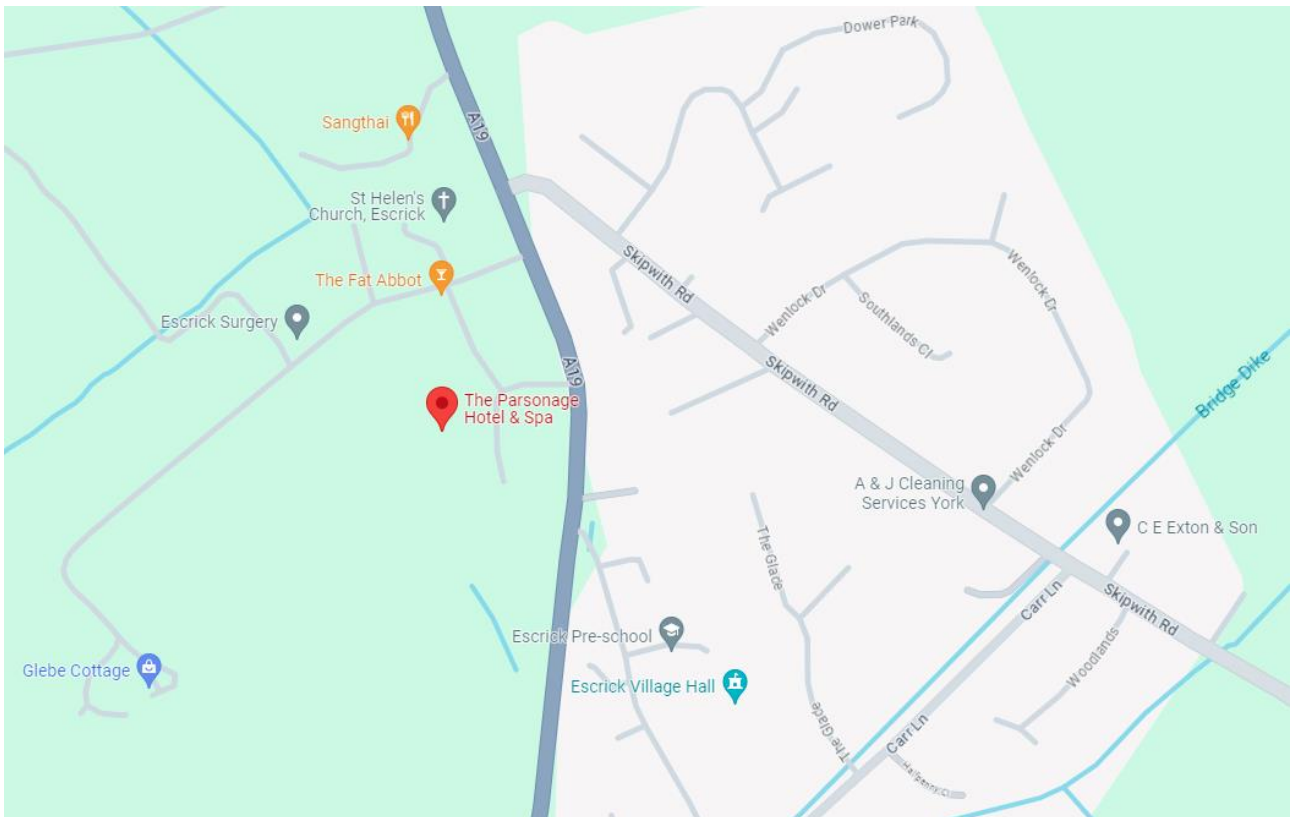 Dower Park
A19
Sangthai
St Helen's
Church, Escrick
The Fat Abbot
Skipwith Rd
Wenlock Dr
Wenlock Dr
Southlands Cl
Escrick Surgery
A19
Bridge Dike
Skipwith Rd
The Parsonage
Hotel & Spa
Wenlock Dr
A & J Cleaning
Services York
C E Exton & Son
The Glade
Carr Ln
Skipwith Rd
Escrick Pre-school
Woodlands
Glebe Cottage
Escrick Village Hall
The Glade
Carr Ln
Halfpenny Cl